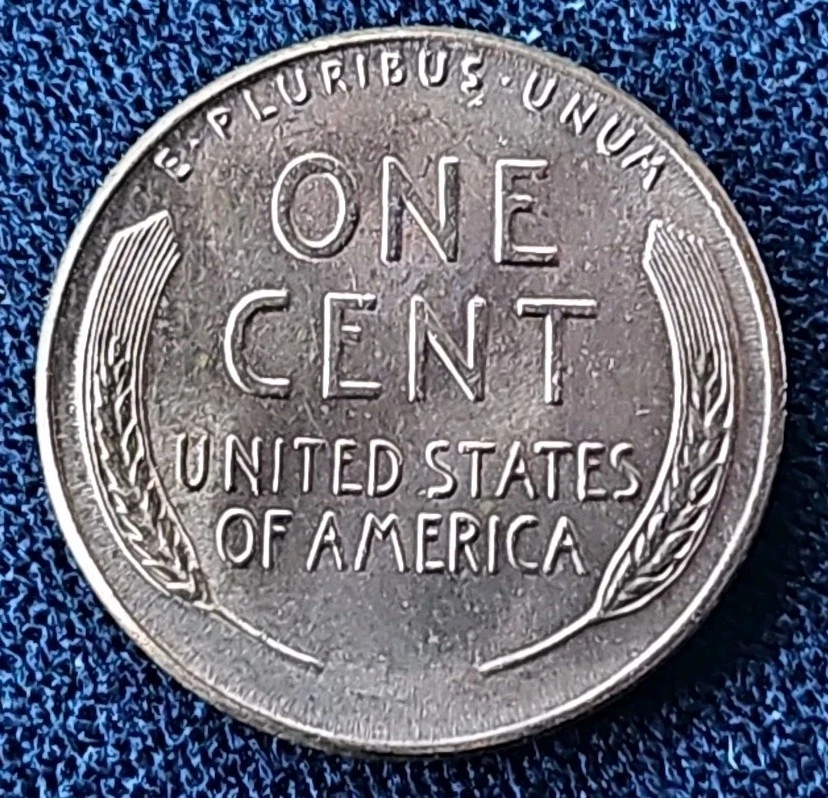 E·PLURIBUS·UNUM
ONE
CENT
UNITED STATES
OF AMERICA